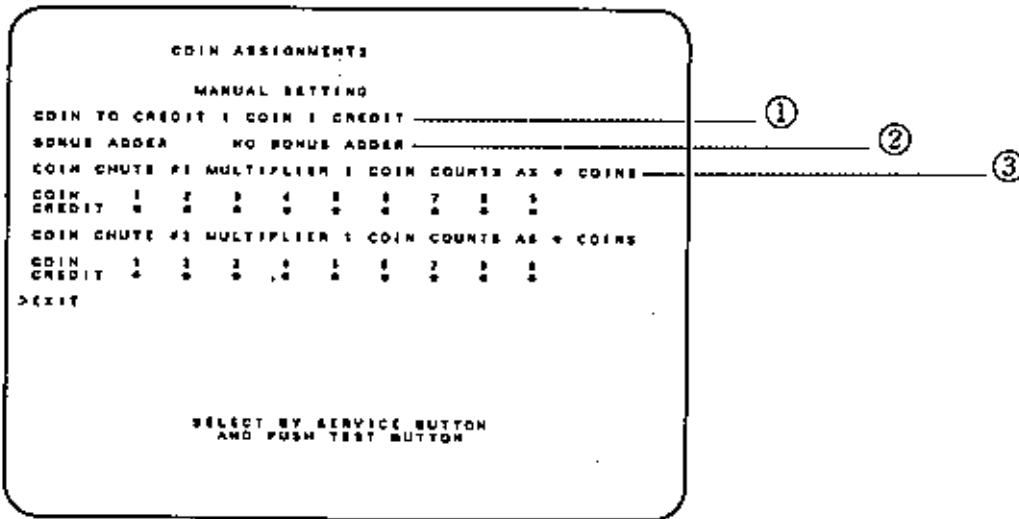 COIN ASSIGNMENTS
MANUAL SETTING
COIN TO CREDIT 1 COIN 1 CREDIT ①
BONUS ADDER NO BONUS ADDER ②
COIN CHUTE #1 MULTIPLIER 1 COIN COUNTS AS * COINS ③
COIN 1 2 3 4 5 6 7 8 9
CREDIT * * * * * * * * *
COIN CHUTE #2 MULTIPLIER 1 COIN COUNTS AS * COINS
COIN 1 2 3 4 5 6 7 8 9
CREDIT * * * * * * * * *
>EXIT
SELECT BY SERVICE BUTTON
AND PUSH TEST BUTTON